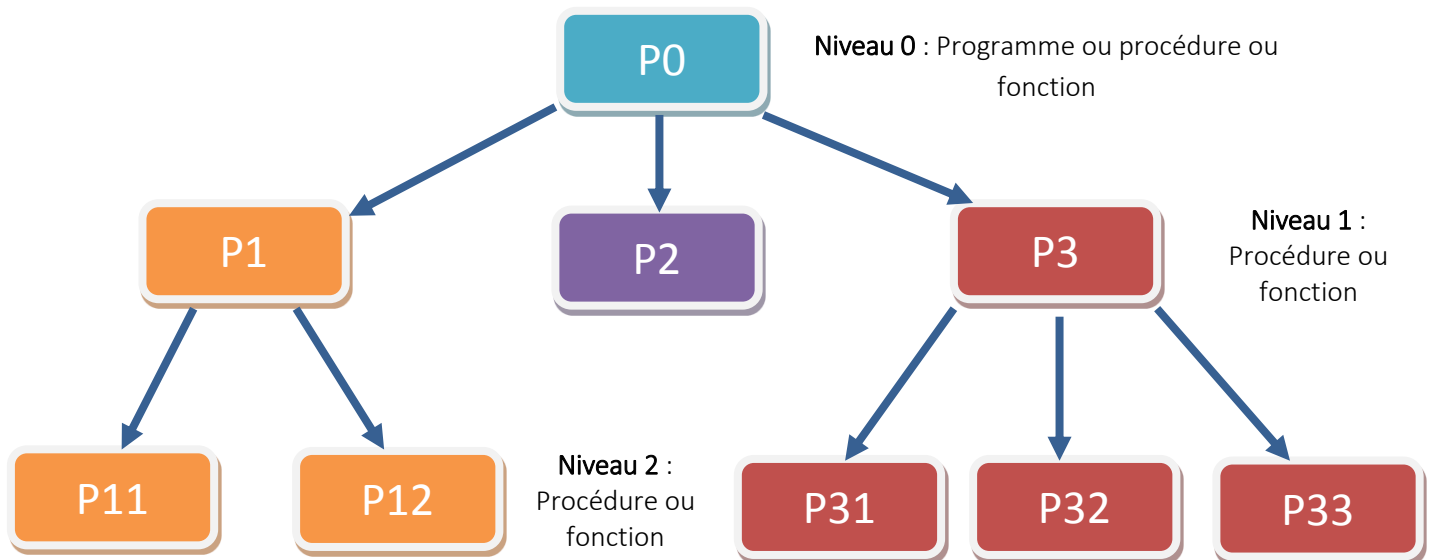 P0
Niveau 0 : Programme ou procédure ou
fonction
P1
P2
P3
Niveau 1 :
Procédure ou
fonction
P11
P12
Niveau 2 :
Procédure ou
fonction
P31
P32
P33